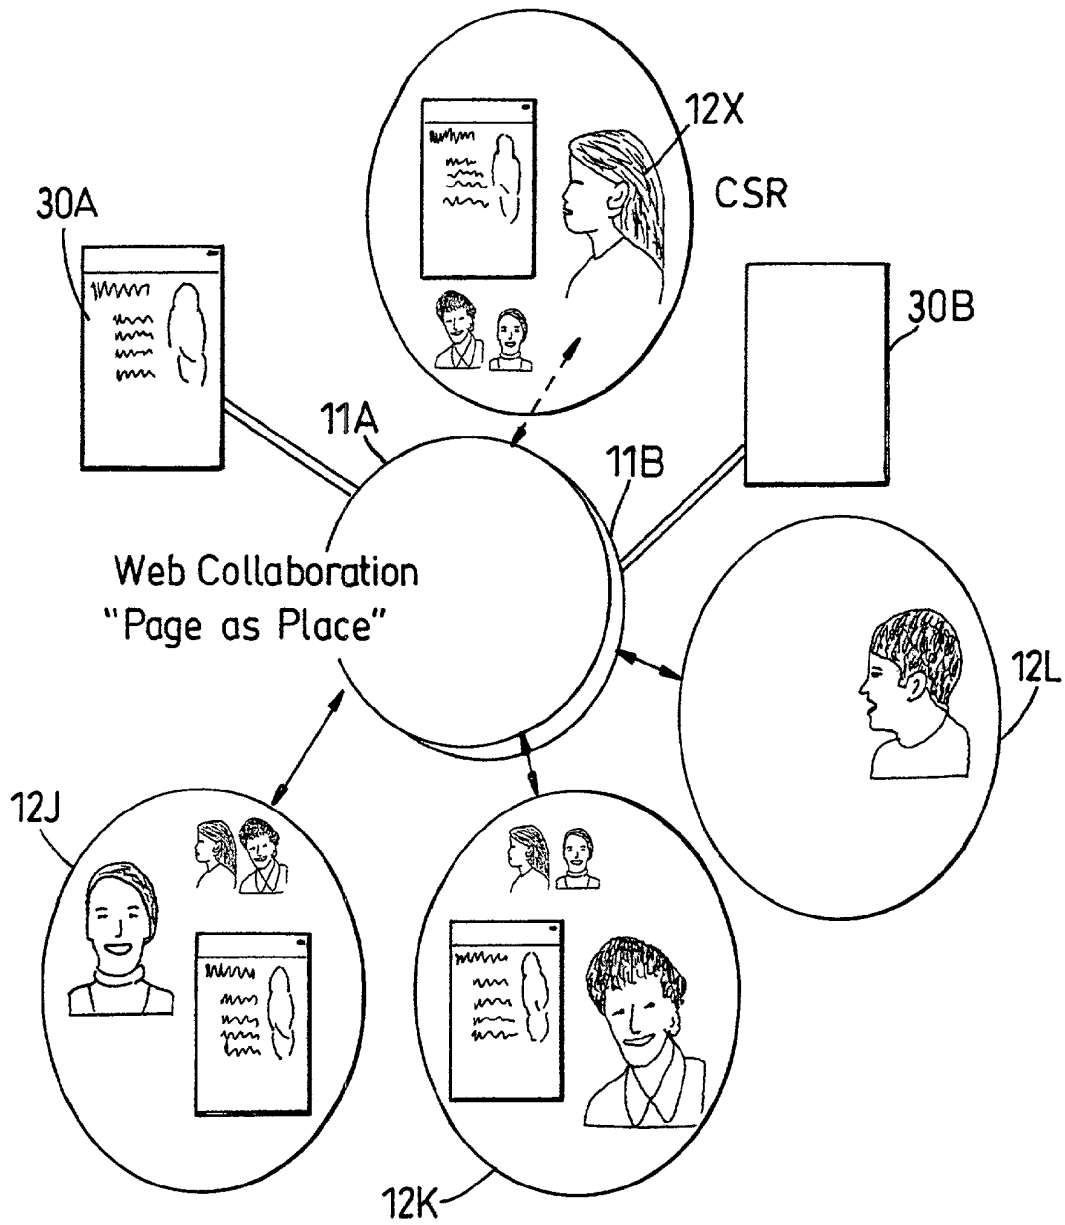 12X
CSR
30A
30B
11A
11B
Web Collaboration
"Page as Place"
12L
12J
12K